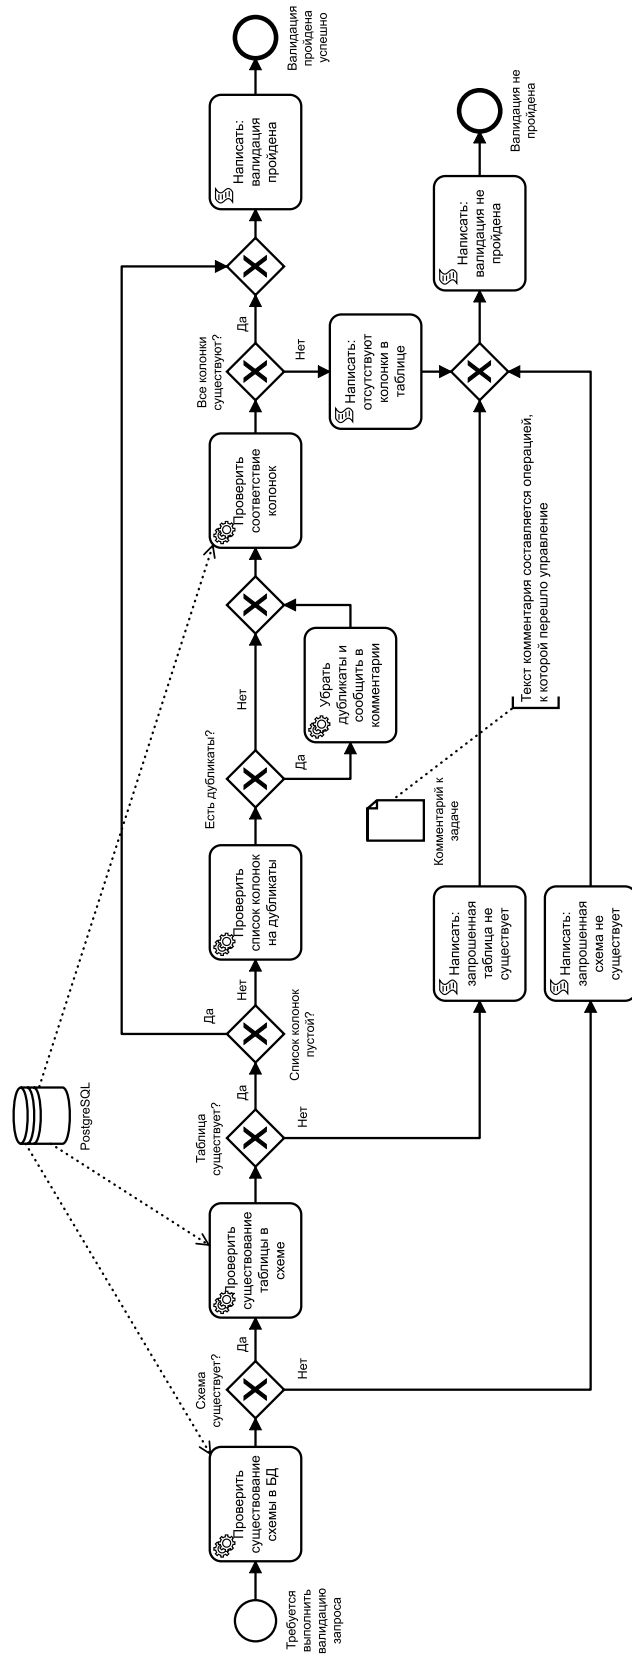 Требуется
выполнить
валидацию
запроса
Проверить
существование
схемы в БД
Схема
существует?
Да
Нет
Проверить
существование
таблицы в
схеме
PostgreSQL
Таблица
существует?
Да
Нет
Список колонок
пустой?
Да
Нет
Проверить
список колонок
на дубликаты
Есть дубликаты?
Нет
Да
Убрать
дубликаты и
сообщить в
комментарии
Проверить
соответствие
колонок
Все колонки
существуют?
Да
Нет
Написать:
отсутствуют
колонки в
таблице
Написать:
валидация
пройдена
Валидация
пройдена
успешно
Написать:
запрошенная
таблица не
существует
Написать:
запрошенная
схема не
существует
Комментарий к
задаче
Текст комментария составляется операцией,
к которой перешло управление
Написать:
валидация не
пройдена
Валидация не
пройдена